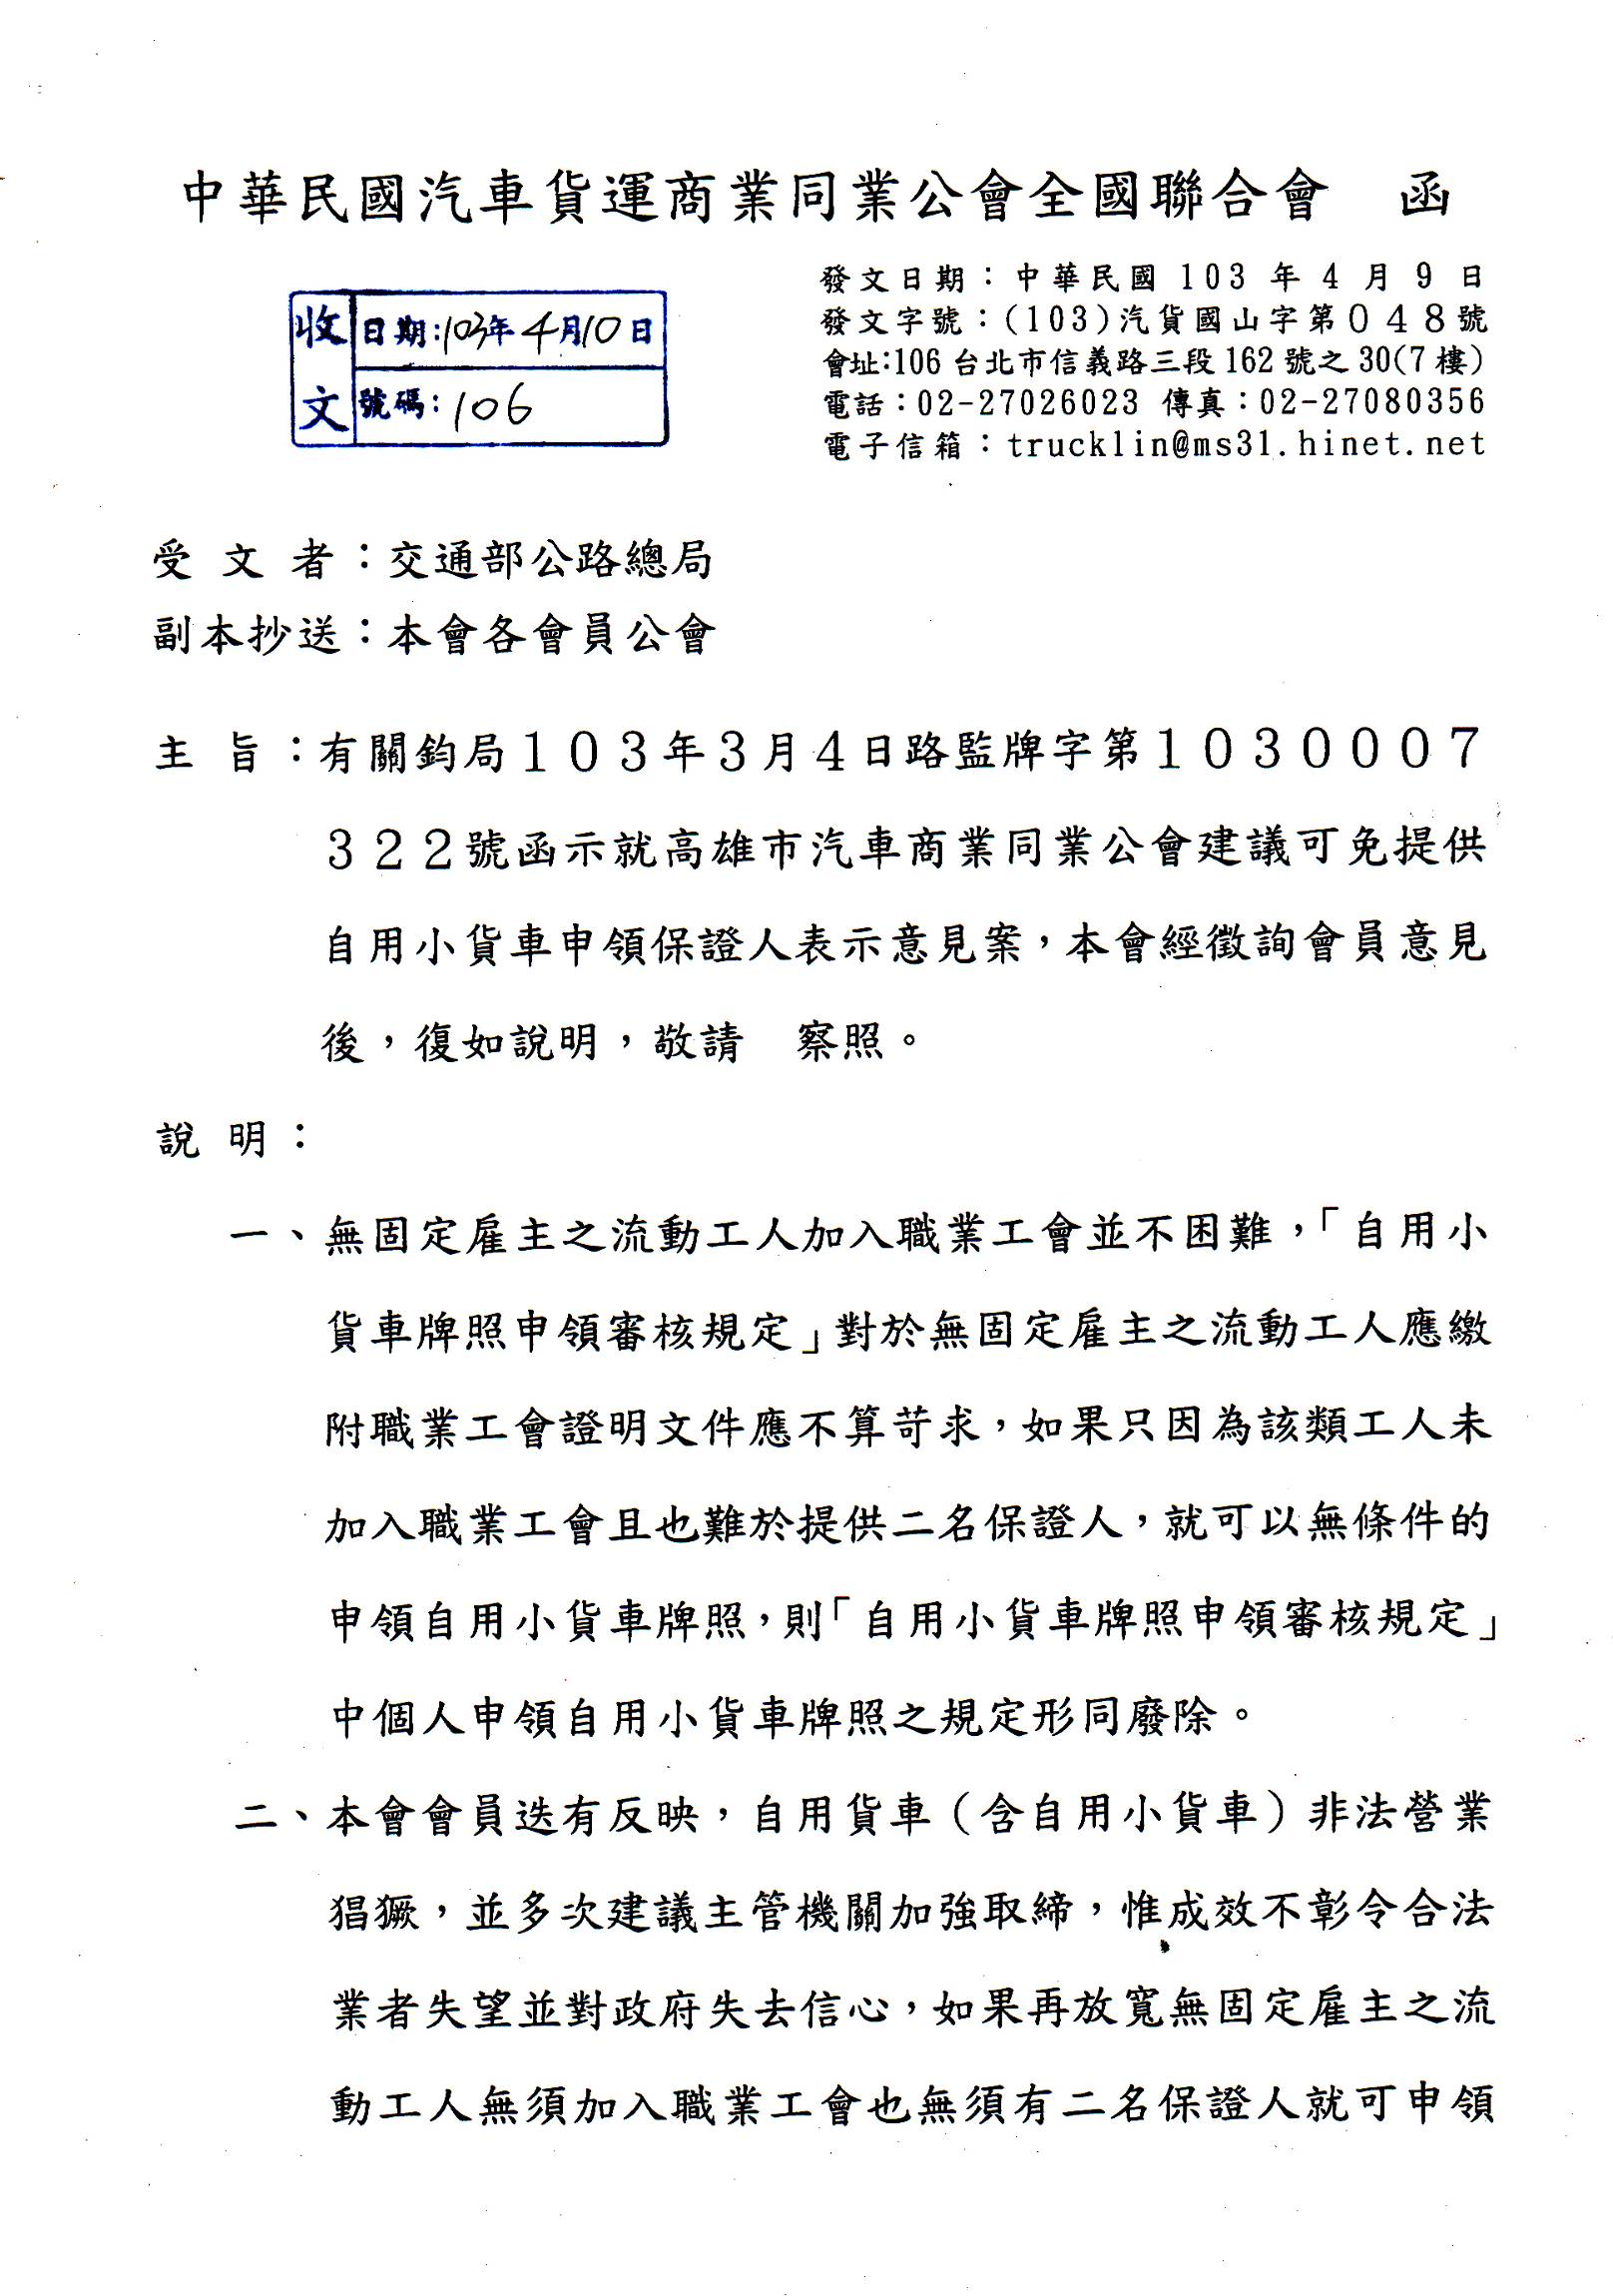 中華民國汽車貨運商業同業公會全國聯合會　函
發文日期：中華民國 103 年 4 月 9 日
發文字號：(103)汽貨國山字第０４８號
會址:106 台北市信義路三段 162 號之 30(7 樓)
電話：02-27026023 傳真：02-27080356
電子信箱：trucklin@ms31.hinet.net
收文
日期:103年4月10日
號碼:106
受文者：交通部公路總局
副本抄送：本會各會員公會
主旨：有關鈞局１０３年３月４日路監牌字第１０３０００７
３２２號函示就高雄市汽車商業同業公會建議可免提供
自用小貨車申領保證人表示意見案，本會經徵詢會員意見
後，復如說明，敬請　察照。
說明：
一、無固定雇主之流動工人加入職業工會並不困難，「自用小
貨車牌照申領審核規定」對於無固定雇主之流動工人應繳
附職業工會證明文件應不算苛求，如果只因為該類工人未
加入職業工會且也難於提供二名保證人，就可以無條件的
申領自用小貨車牌照，則「自用小貨車牌照申領審核規定」
中個人申領自用小貨車牌照之規定形同廢除。
二、本會會員迭有反映，自用貨車（含自用小貨車）非法營業
猖獗，並多次建議主管機關加強取締，惟成效不彰令合法
業者失望並對政府失去信心，如果再放寬無固定雇主之流
動工人無須加入職業工會也無須有二名保證人就可申領